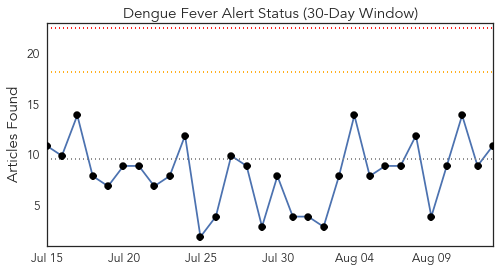 Dengue Fever Alert Status (30-Day Window)
Articles Found
20
15
10
5
Jul 15 Jul 20 Jul 25 Jul 30 Aug 04 Aug 09